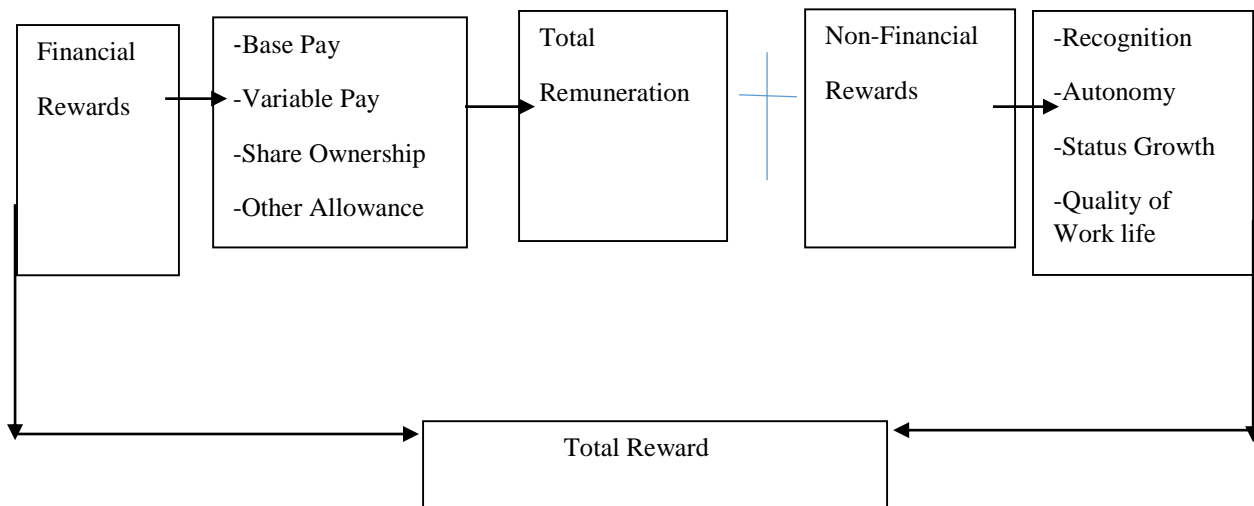 Financial
Rewards
-Base Pay
-Variable Pay
-Share Ownership
-Other Allowance
Total
Remuneration
Non-Financial
Rewards
-Recognition
-Autonomy
-Status Growth
-Quality of
Work life
Total Reward